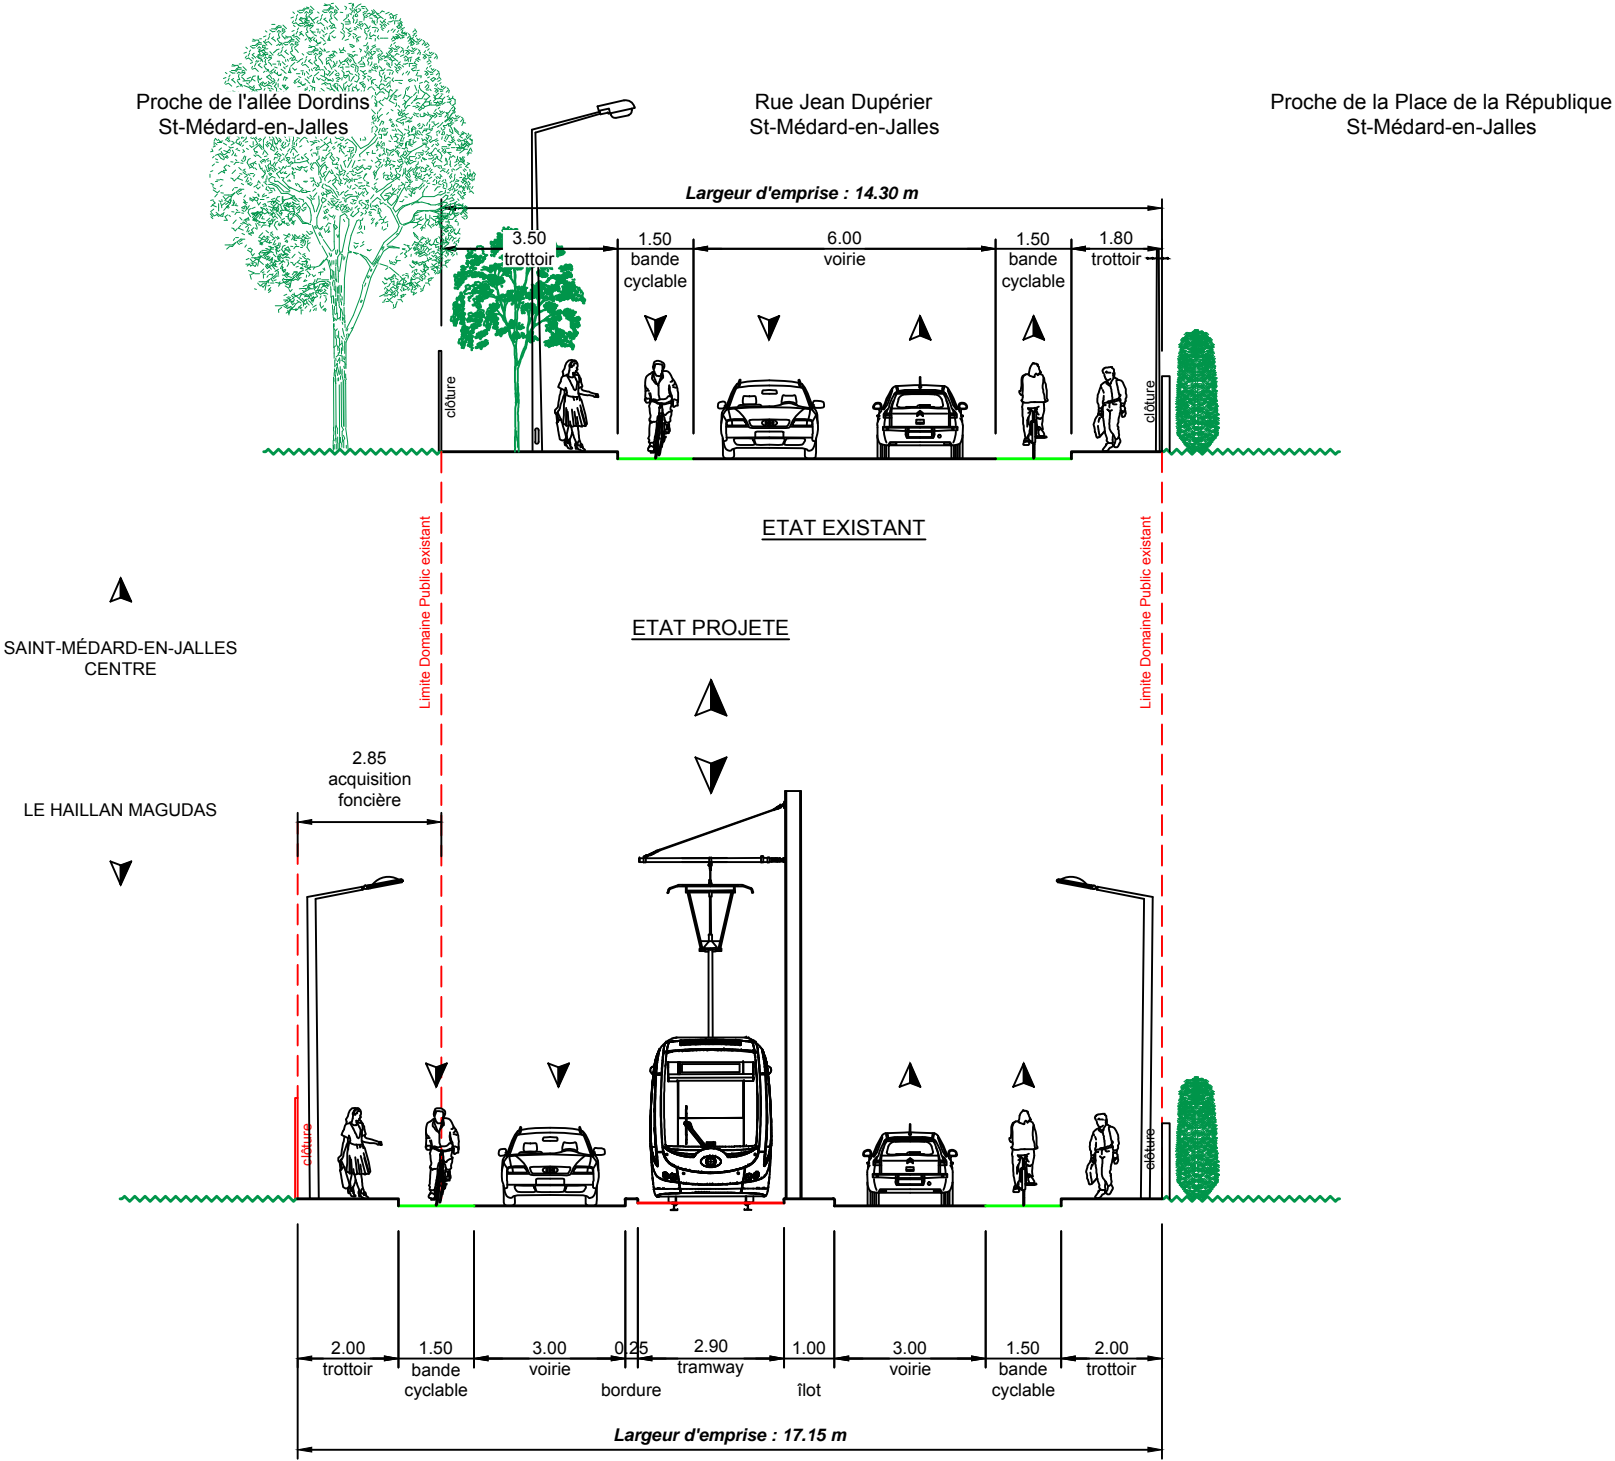 Proche de l'allée Dordins
St-Médard-en-Jalles
Rue Jean Dupérier
St-Médard-en-Jalles
Proche de la Place de la République
St-Médard-en-Jalles
Largeur d'emprise : 14.30 m
3.50
trottoir
1.50
bande
cyclable
6.00
voirie
1.50
bande
cyclable
1.80
trottoir
clôture
clôture
ETAT EXISTANT
Limite Domaine Public existant
Limite Domaine Public existant
ETAT PROJETE
SAINT-MÉDARD-EN-JALLES
CENTRE
LE HAILLAN MAGUDAS
2.85
acquisition
foncière
clôture
clôture
2.00
trottoir
1.50
bande
cyclable
3.00
voirie
0.25
bordure
2.90
tramway
1.00
îlot
3.00
voirie
1.50
bande
cyclable
2.00
trottoir
Largeur d'emprise : 17.15 m